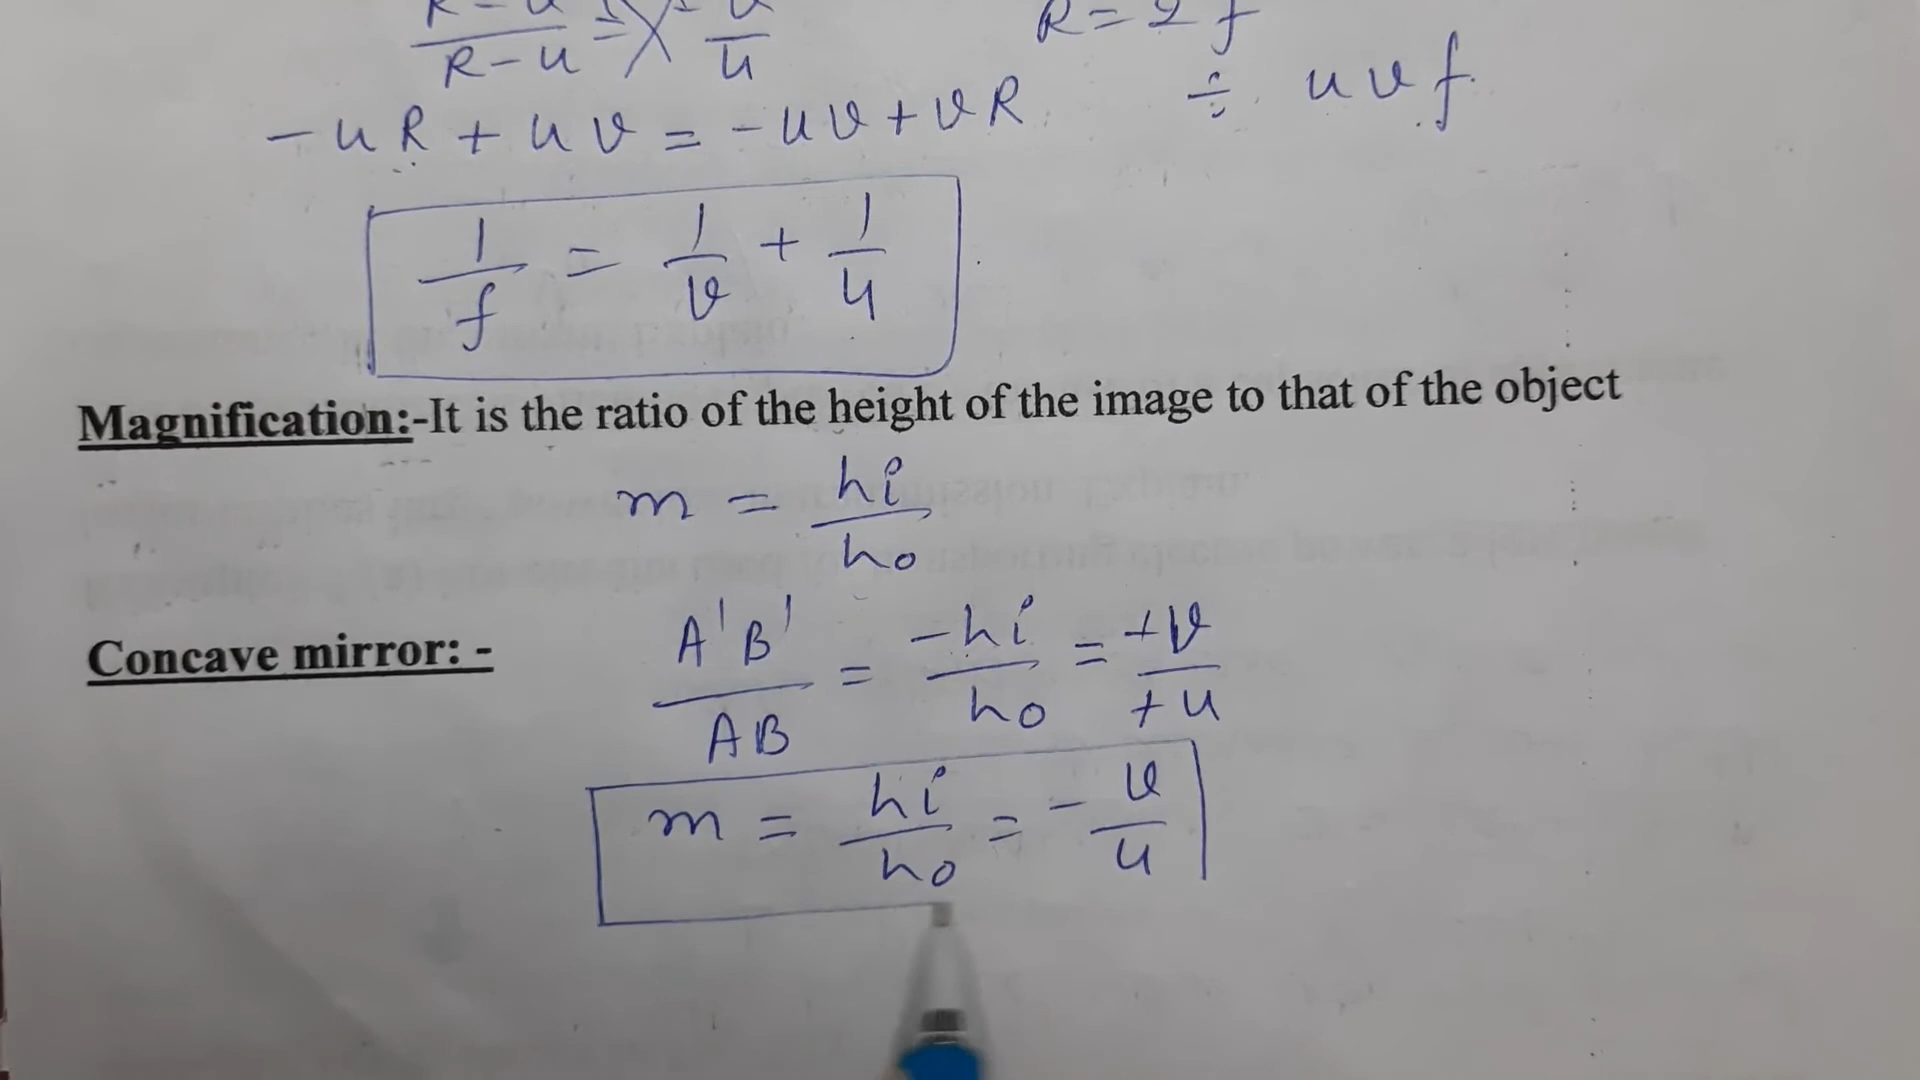 R-u = - v
R = 2f
-uR + uv = -uv + vR
÷ uvf
1/f = 1/v + 1/u
Magnification:-It is the ratio of the height of the image to that of the object
m = hi/ho
Concave mirror: -
A'B'/AB = -hi/ho = +v/+u
m = hi/ho = - v/u